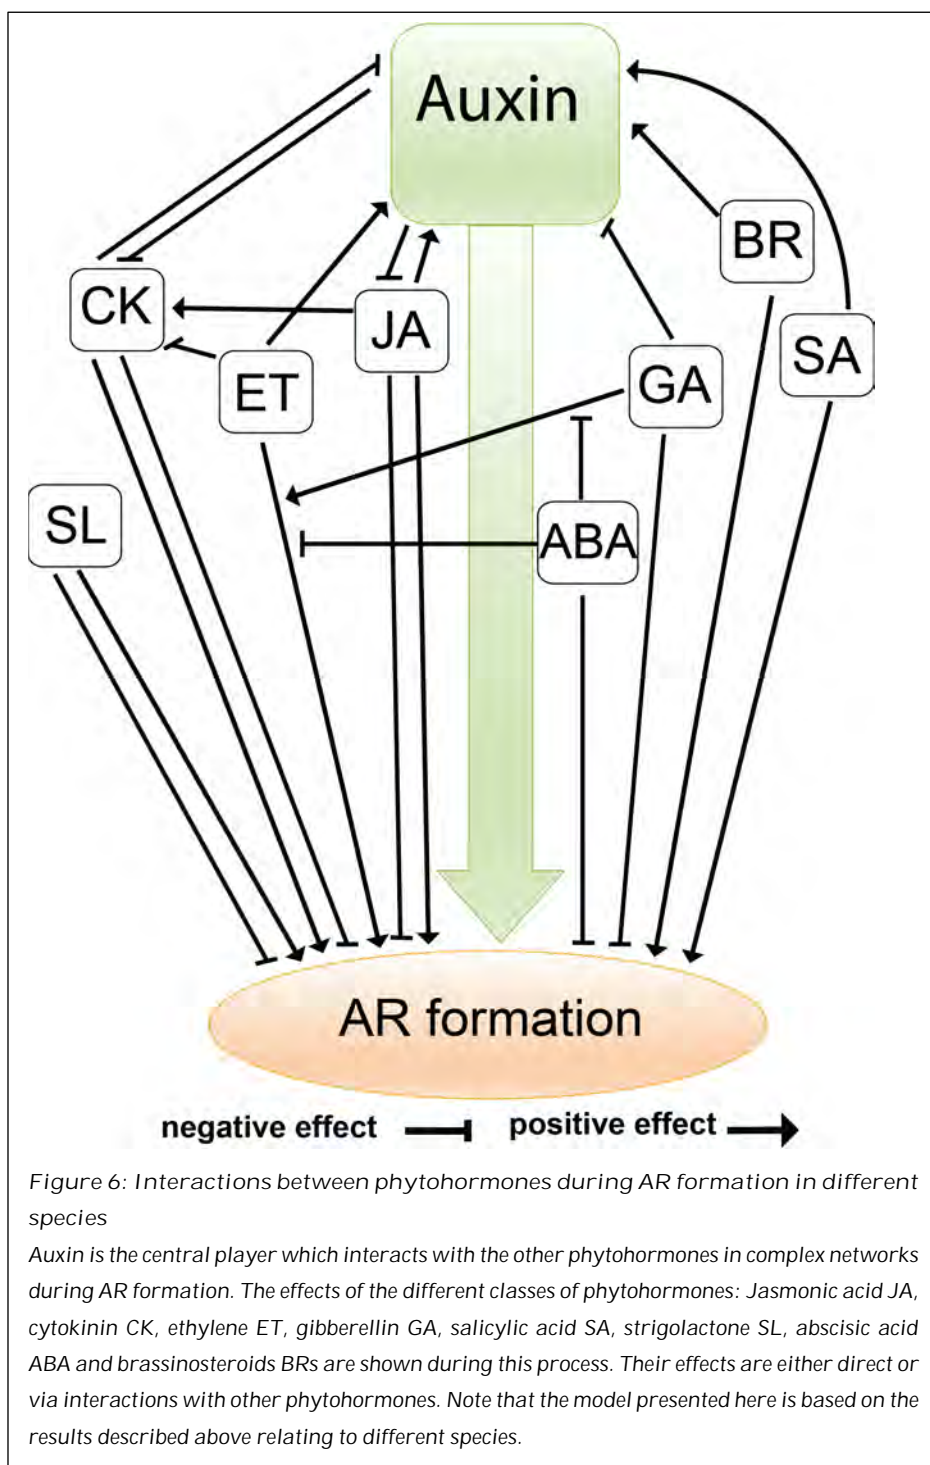 Auxin
BR
CK
JA
SA
ET
GA
SL
ABA
AR formation
negative effect positive effect
Figure 6: Interactions between phytohormones during AR formation in different
species
Auxin is the central player which interacts with the other phytohormones in complex networks
during AR formation. The effects of the different classes of phytohormones: Jasmonic acid JA,
cytokinin CK, ethylene ET, gibberellin GA, salicylic acid SA, strigolactone SL, abscisic acid
ABA and brassinosteroids BRs are shown during this process. Their effects are either direct or
via interactions with other phytohormones. Note that the model presented here is based on the
results described above relating to different species.